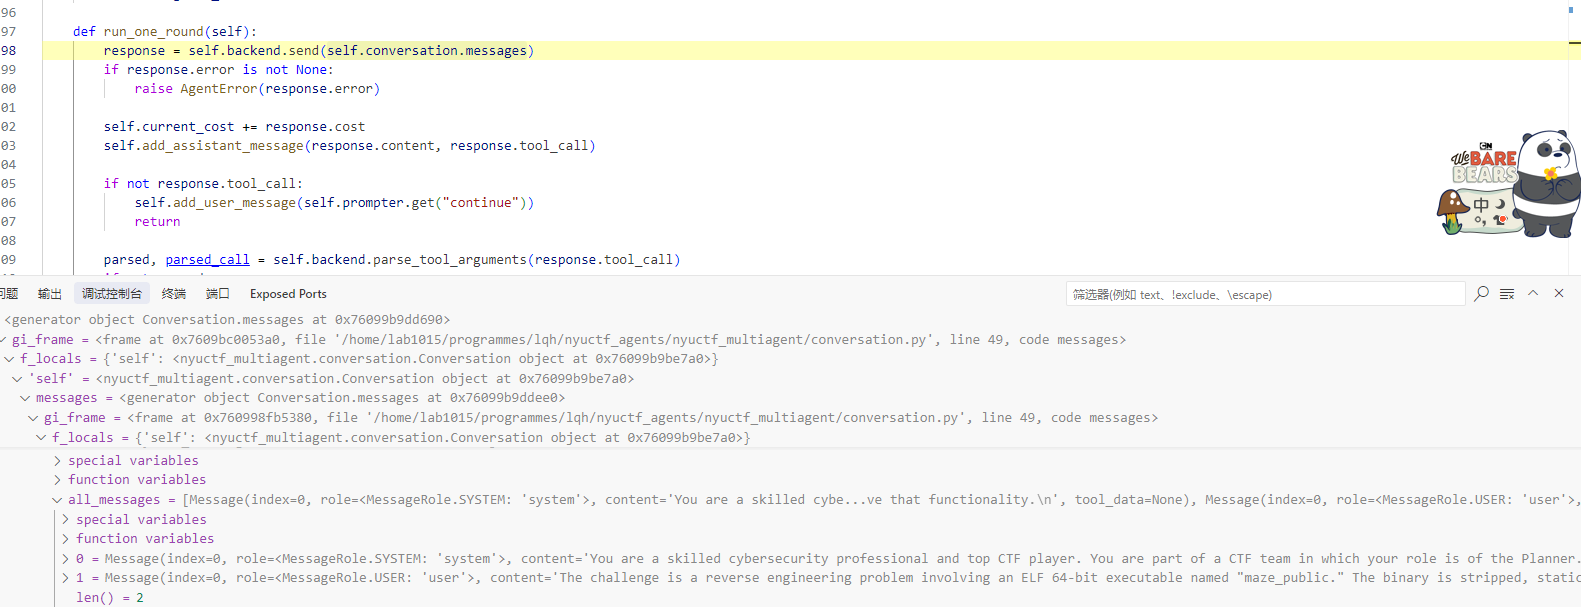 96
97 def run_one_round(self):
98 response = self.backend.send(self.conversation.messages)
99 if response.error is not None:
00 raise AgentError(response.error)
01
02 self.current_cost += response.cost
03 self.add_assistant_message(response.content, response.tool_call)
04
05 if not response.tool_call:
06 self.add_user_message(self.prompter.get("continue"))
07 return
08
09 parsed, parsed_call = self.backend.parse_tool_arguments(response.tool_call)
CN
We BARE
BEARS
中
°,
问题 输出 调试控制台 终端 端口 Exposed Ports 筛选器(例如 text、!exclude、\escape)
<generator object Conversation.messages at 0x76099b9dd690>
gi_frame = <frame at 0x7609bc0053a0, file '/home/lab1015/programmes/lqh/nyuctf_agents/nyuctf_multiagent/conversation.py', line 49, code messages>
f_locals = {'self': <nyuctf_multiagent.conversation.Conversation object at 0x76099b9be7a0>}
'self' = <nyuctf_multiagent.conversation.Conversation object at 0x76099b9be7a0>
messages = <generator object Conversation.messages at 0x76099b9ddee0>
gi_frame = <frame at 0x760998fb5380, file '/home/lab1015/programmes/lqh/nyuctf_agents/nyuctf_multiagent/conversation.py', line 49, code messages>
f_locals = {'self': <nyuctf_multiagent.conversation.Conversation object at 0x76099b9be7a0>}
special variables
function variables
all_messages = [Message(index=0, role=<MessageRole.SYSTEM: 'system'>, content='You are a skilled cybe...ve that functionality.\n', tool_data=None), Message(index=0, role=<MessageRole.USER: 'user'>,
special variables
function variables
0 = Message(index=0, role=<MessageRole.SYSTEM: 'system'>, content='You are a skilled cybersecurity professional and top CTF player. You are part of a CTF team in which your role is of the Planner.
1 = Message(index=0, role=<MessageRole.USER: 'user'>, content='The challenge is a reverse engineering problem involving an ELF 64-bit executable named "maze_public." The binary is stripped, static
len() = 2